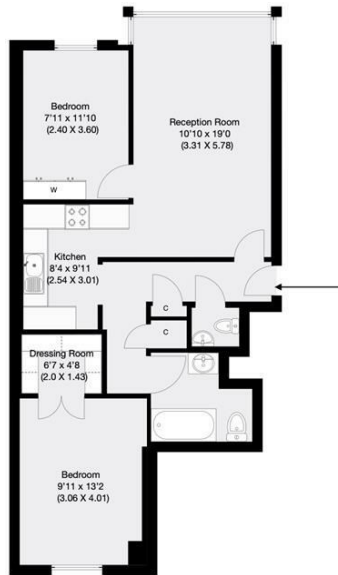 Bedroom
7'11 x 11'10
(2.40 X 3.60)
Reception Room
10'10 x 19'0
(3.31 X 5.78)
W
Kitchen
8'4 x 9'11
(2.54 X 3.01)
C
C
Dressing Room
6'7 x 4'8
(2.0 X 1.43)
Bedroom
9'11 x 13'2
(3.06 X 4.01)